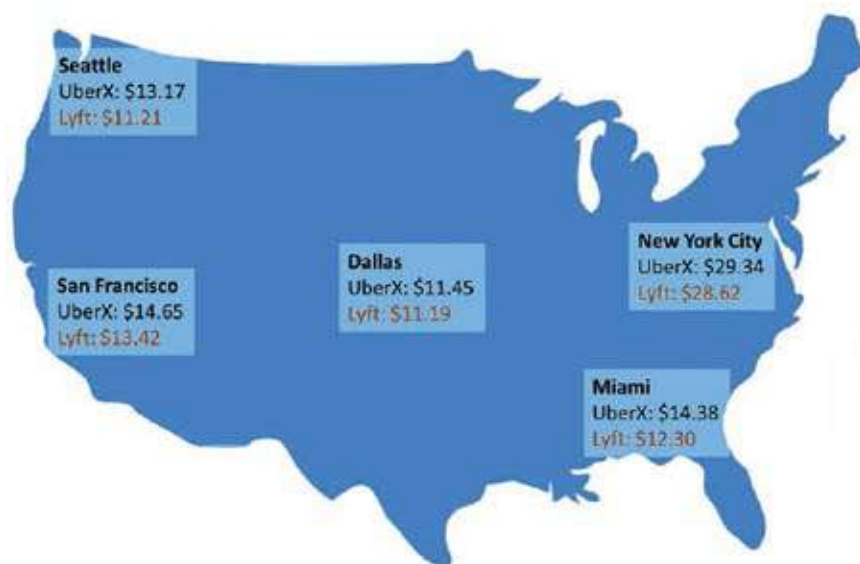 Seattle
UberX: $13.17
Lyft: $11.21
San Francisco
UberX: $14.65
Lyft: $13.42
Dallas
UberX: $11.45
Lyft: $11.19
New York City
UberX: $29.34
Lyft: $28.62
Miami
UberX: $14.38
Lyft: $12.30